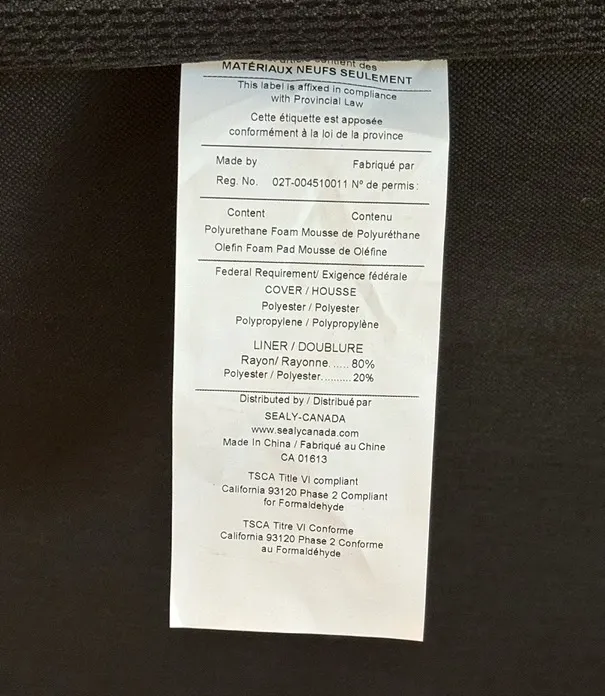 contient des
MATÉRIAUX NEUFS SEULEMENT
This label is affixed in compliance
with Provincial Law
Cette étiquette est apposée
conformément à la loi de la province
Made by Fabriqué par
Reg. No. 02T-004510011 Nº de permis:
Content Contenu
Polyurethane Foam Mousse de Polyuréthane
Olefin Foam Pad Mousse de Oléfine
Federal Requirement/ Exigence fédérale
COVER / HOUSSE
Polyester / Polyester
Polypropylene / Polypropylène
LINER / DOUBLURE
Rayon/ Rayonne..... 80%
Polyester / Polyester.......... 20%
Distributed by / Distribué par
SEALY-CANADA
www.sealycanada.com
Made In China / Fabriqué au Chine
CA 01613
TSCA Title VI compliant
California 93120 Phase 2 Compliant
for Formaldehyde
TSCA Titre VI Conforme
California 93120 Phase 2 Conforme
au Formaldéhyde